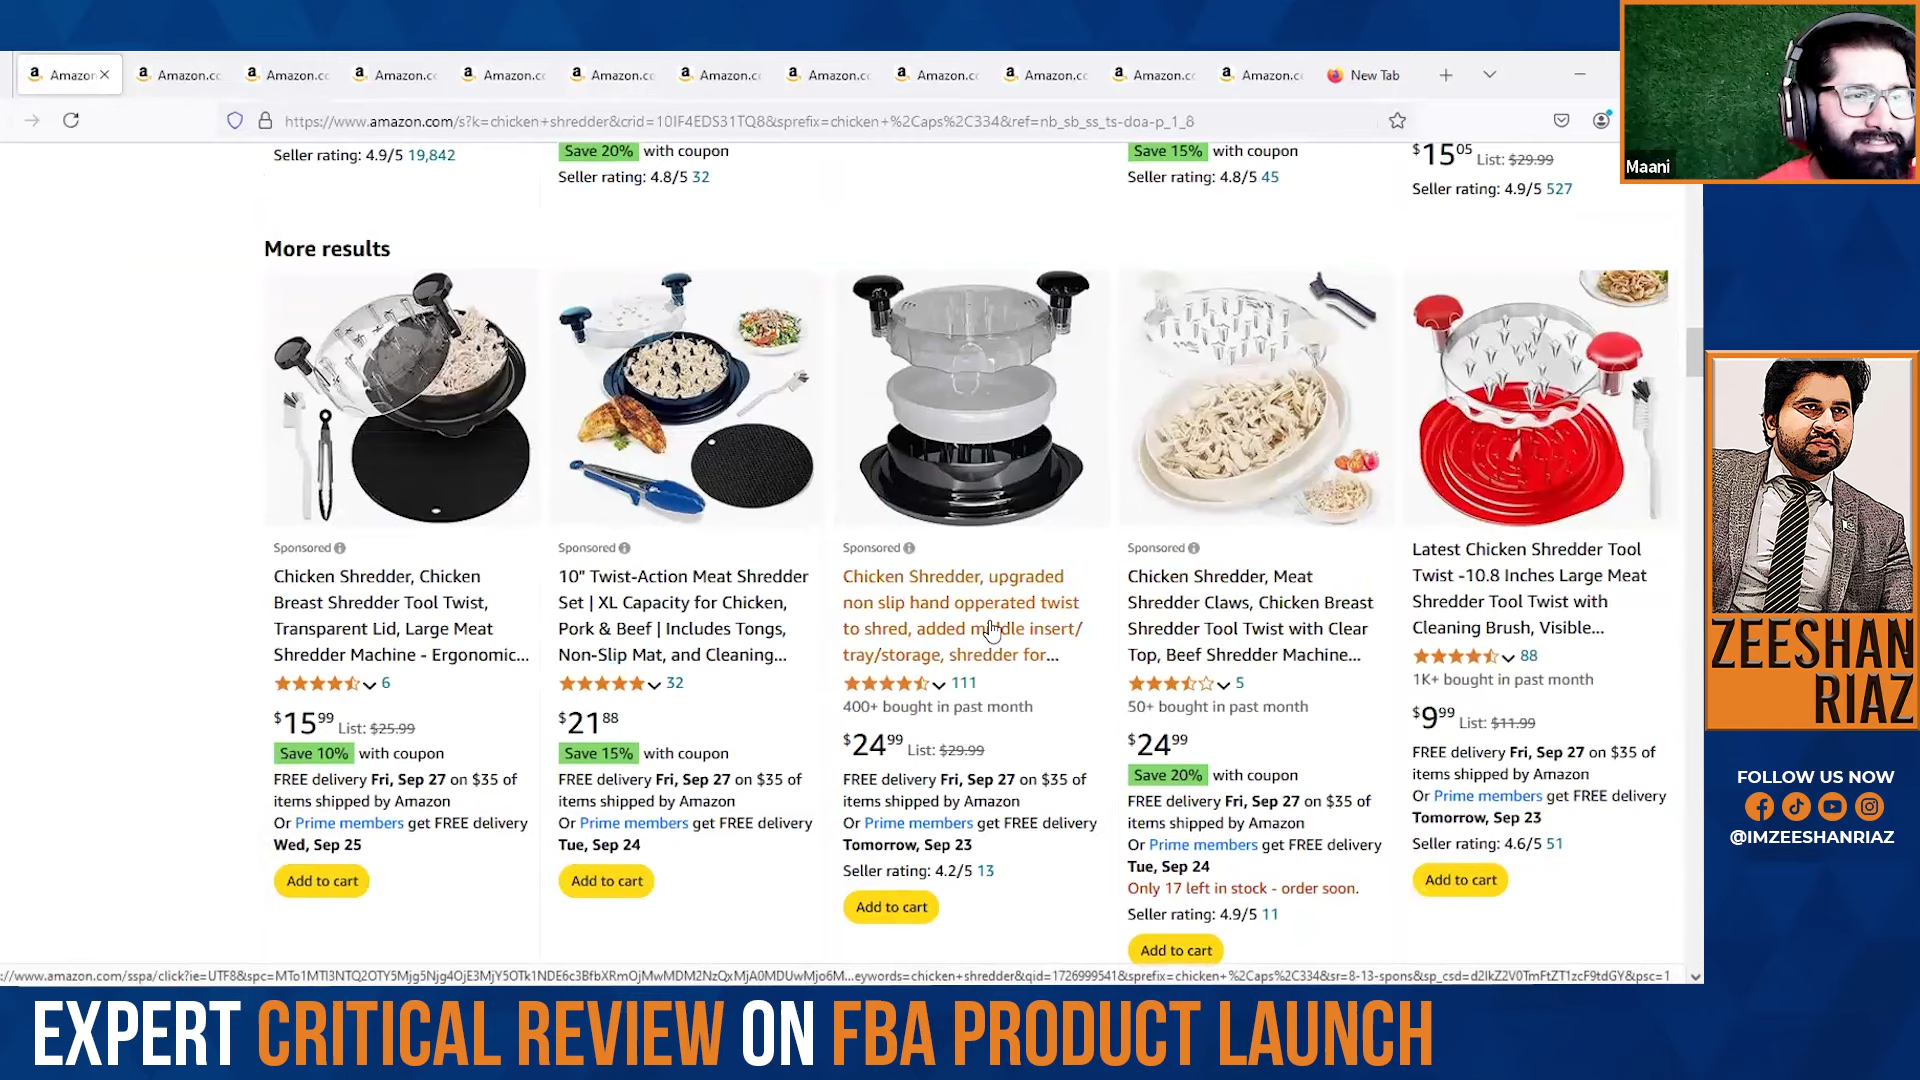 Amazon
Amazon.cc
Amazon.cc
Amazon.cc
Amazon.cc
Amazon.cc
Amazon.cc
Amazon.cc
Amazon.cc
Amazon.cc
Amazon.cc
Amazon.cc
New Tab
https://www.amazon.com/s?k=chicken+shredder&crid=10IF4EDS31TQ8&sprefix=chicken+%2Caps%2C334&ref=nb_sb_ss_ts-doa-p_1_8
Maani
Seller rating: 4.9/5 19,842
Save 20% with coupon
Seller rating: 4.8/5 32
Save 15% with coupon
Seller rating: 4.8/5 45
$15 05 List: $29.99
Seller rating: 4.9/5 527
More results
Sponsored
Chicken Shredder, Chicken
Breast Shredder Tool Twist,
Transparent Lid, Large Meat
Shredder Machine - Ergonomic...
6
$15 99 List: $25.99
Save 10% with coupon
FREE delivery Fri, Sep 27 on $35 of
items shipped by Amazon
Or Prime members get FREE delivery
Wed, Sep 25
Add to cart
Sponsored
10" Twist-Action Meat Shredder
Set | XL Capacity for Chicken,
Pork & Beef | Includes Tongs,
Non-Slip Mat, and Cleaning...
32
$21 88
Save 15% with coupon
FREE delivery Fri, Sep 27 on $35 of
items shipped by Amazon
Or Prime members get FREE delivery
Tue, Sep 24
Add to cart
Sponsored
Chicken Shredder, upgraded
non slip hand opperated twist
to shred, added middle insert/
tray/storage, shredder for...
111
400+ bought in past month
$24 99 List: $29.99
FREE delivery Fri, Sep 27 on $35 of
items shipped by Amazon
Or Prime members get FREE delivery
Tomorrow, Sep 23
Seller rating: 4.2/5 13
Add to cart
Sponsored
Chicken Shredder, Meat
Shredder Claws, Chicken Breast
Shredder Tool Twist with Clear
Top, Beef Shredder Machine...
5
50+ bought in past month
$24 99
Save 20% with coupon
FREE delivery Fri, Sep 27 on $35 of
items shipped by Amazon
Or Prime members get FREE delivery
Tue, Sep 24
Only 17 left in stock - order soon.
Seller rating: 4.9/5 11
Add to cart
Latest Chicken Shredder Tool
Twist -10.8 Inches Large Meat
Shredder Tool Twist with
Cleaning Brush, Visible...
88
1K+ bought in past month
$9 99 List: $11.99
FREE delivery Fri, Sep 27 on $35 of
items shipped by Amazon
Or Prime members get FREE delivery
Tomorrow, Sep 23
Seller rating: 4.6/5 51
Add to cart
ZEESHAN
RIAZ
FOLLOW US NOW
@IMZEESHANRIAZ
EXPERT CRITICAL REVIEW ON FBA PRODUCT LAUNCH